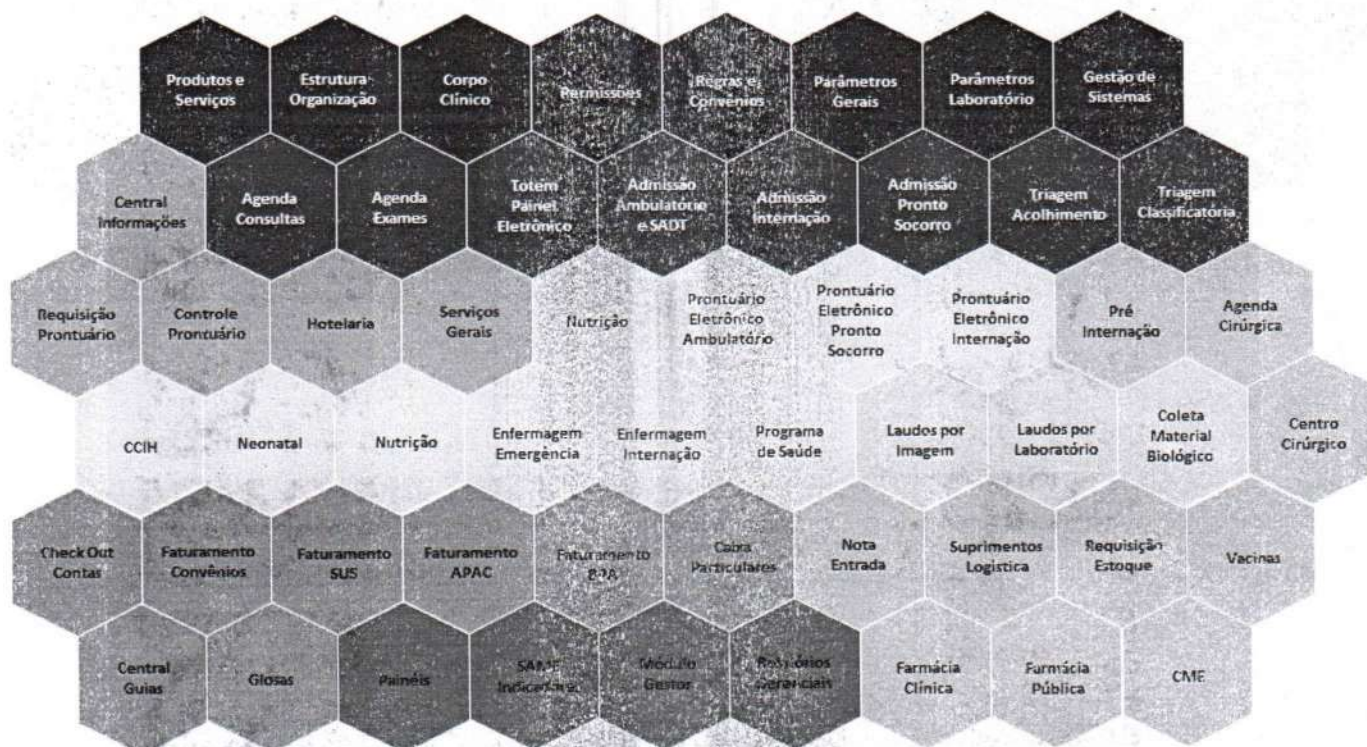 Produtos e
Serviços
Estrutura
Organização
Corpo
Clínico
Permissões
Regras e
Convênios
Parâmetros
Gerais
Parâmetros
Laboratório
Gestão de
Sistemas
Central
Informações
Agenda
Consultas
Agenda
Exames
Totem
Painel
Eletrônico
Admissão
Ambulatório
e SADT
Admissão
Internação
Admissão
Pronto
Socorro
Triagem
Acolhimento
Triagem
Classificatória
Requisição
Prontuário
Controle
Prontuário
Hotelaria
Serviços
Gerais
Nutrição
Prontuário
Eletrônico
Ambulatório
Prontuário
Eletrônico
Pronto
Socorro
Prontuário
Eletrônico
Internação
Pré
Internação
Agenda
Cirúrgica
CCIH
Neonatal
Nutrição
Enfermagem
Emergência
Enfermagem
Internação
Programa
de Saúde
Laudos por
Imagem
Laudos por
Laboratório
Coleta
Material
Biológico
Centro
Cirúrgico
Check Out
Contas
Faturamento
Convênios
Faturamento
SUS
Faturamento
APAC
Faturamento
BPA
Caixa
Particulares
Nota
Entrada
Suprimentos
Logística
Requisição
Estoque
Vacinas
Central
Guias
Glosas
Painéis
SAME
Indicadores
Módulo
Gestor
Relatórios
Gerenciais
Farmácia
Clínica
Farmácia
Pública
CME